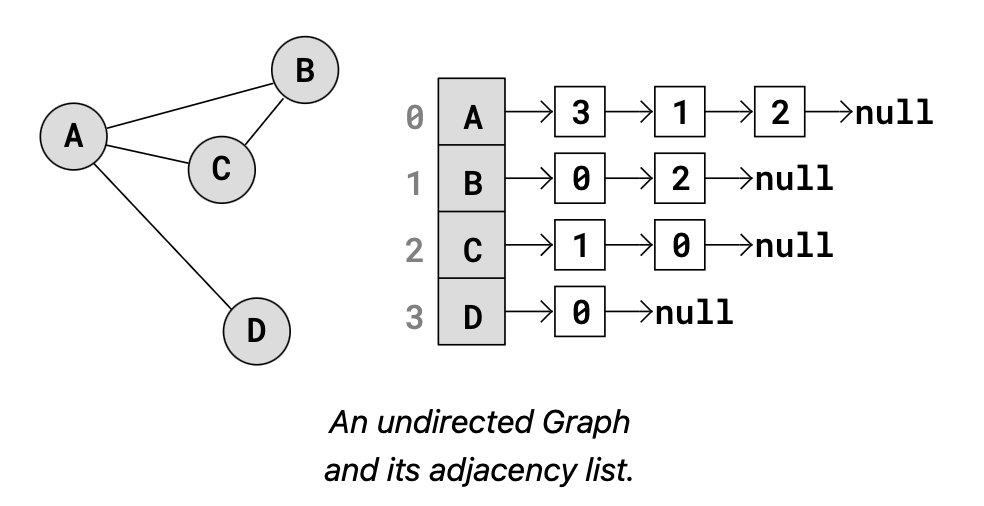 B
A
C
D
0 A 3 1 2 null
1 B 0 2 null
2 C 1 0 null
3 D 0 null
An undirected Graph
and its adjacency list.